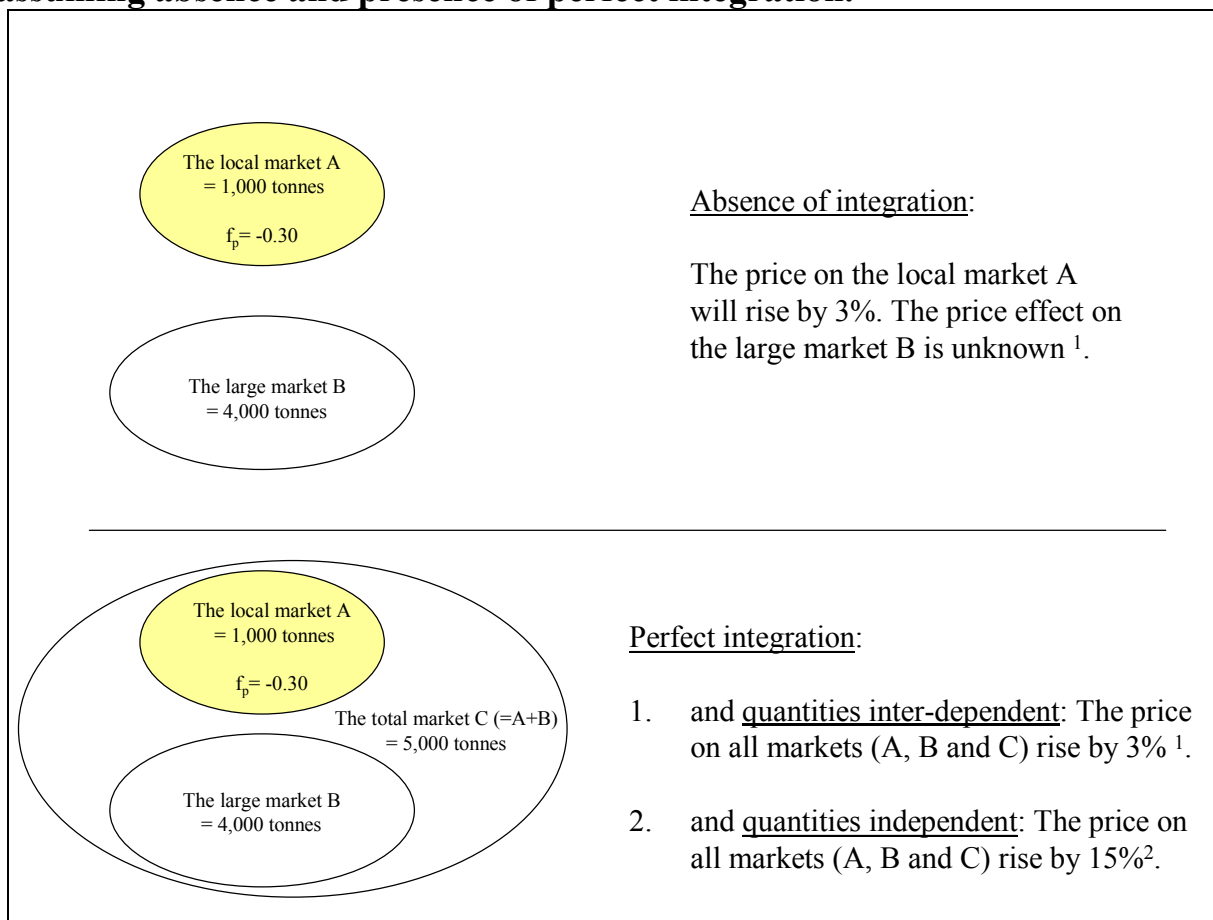 assuming absence and presence of perfect integration.
The local market A
= 1,000 tonnes
fp= -0.30
The large market B
= 4,000 tonnes
Absence of integration:
The price on the local market A
will rise by 3%. The price effect on
the large market B is unknown 1.
The local market A
= 1,000 tonnes
fp= -0.30
The total market C (=A+B)
= 5,000 tonnes
The large market B
= 4,000 tonnes
Perfect integration:
1. and quantities inter-dependent: The price
on all markets (A, B and C) rise by 3% 1.
2. and quantities independent: The price on
all markets (A, B and C) rise by 15%2.